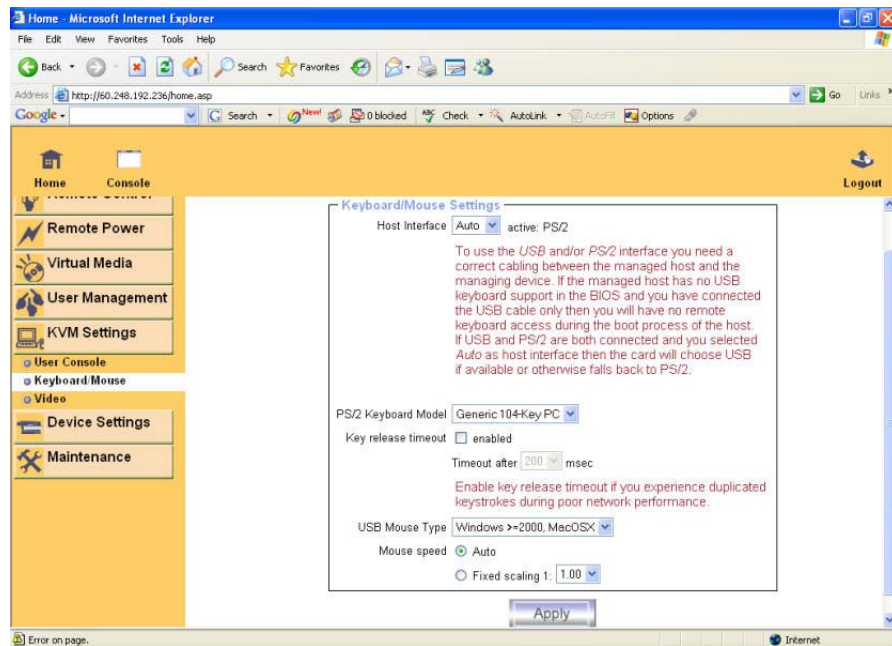 Home - Microsoft Internet Explorer
File Edit View Favorites Tools Help
Back Search Favorites
Address http://60.248.192.236/home.asp Go Links
Google Search New! 0 blocked Check AutoLink AutoFill Options
Home Console Logout
Remote Control
Remote Power
Virtual Media
User Management
KVM Settings
User Console
Keyboard/Mouse
Video
Device Settings
Maintenance
Keyboard/Mouse Settings
Host Interface Auto active: PS/2
To use the USB and/or PS/2 interface you need a
correct cabling between the managed host and the
managing device. If the managed host has no USB
keyboard support in the BIOS and you have connected
the USB cable only then you will have no remote
keyboard access during the boot process of the host.
If USB and PS/2 are both connected and you selected
Auto as host interface then the card will choose USB
if available or otherwise falls back to PS/2.
PS/2 Keyboard Model Generic 104-Key PC
Key release timeout enabled
Timeout after 200 msec
Enable key release timeout if you experience duplicated
keystrokes during poor network performance.
USB Mouse Type Windows >=2000, MacOSX
Mouse speed Auto
Fixed scaling 1: 1.00
Apply
Error on page. Internet